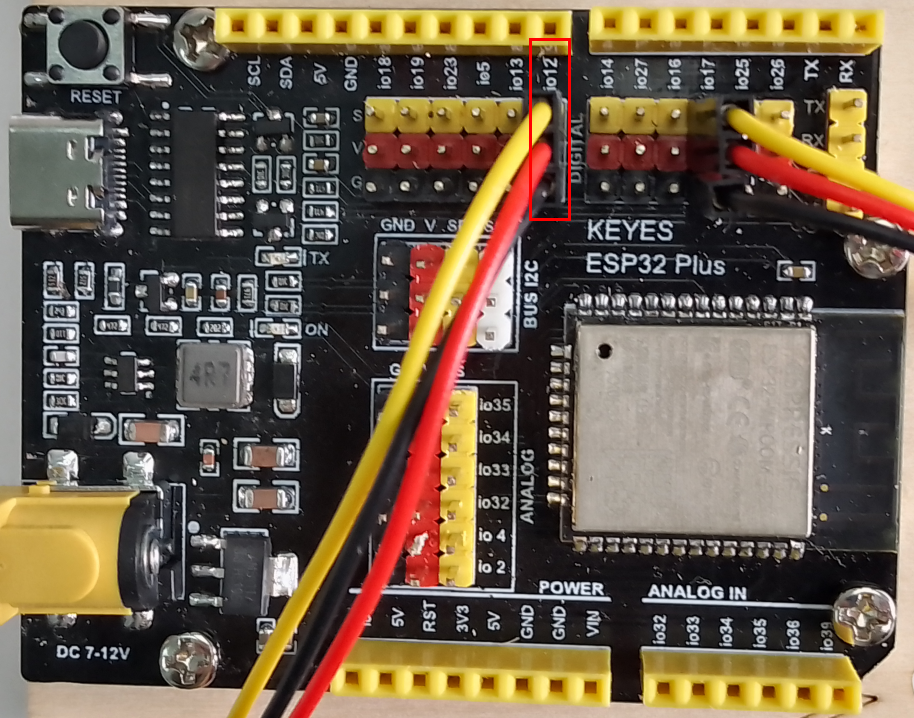 SCL SDA 5V GND io18 io19 io23 io5 io13 io12 io14 io27 io16 io17 io25 io26 TX RX
RESET
S
V
G
DIGITAL
TX
RX
KEYES
ESP32 Plus
GND V
BUS I2C
TX
ON
4R7
io35
io34
io33
io32
io 4
io 2
ANALOG
POWER
ANALOG IN
5V RST 3V3 5V GND GND VIN
io32 io33 io34 io35 io36 io39
DC 7-12V